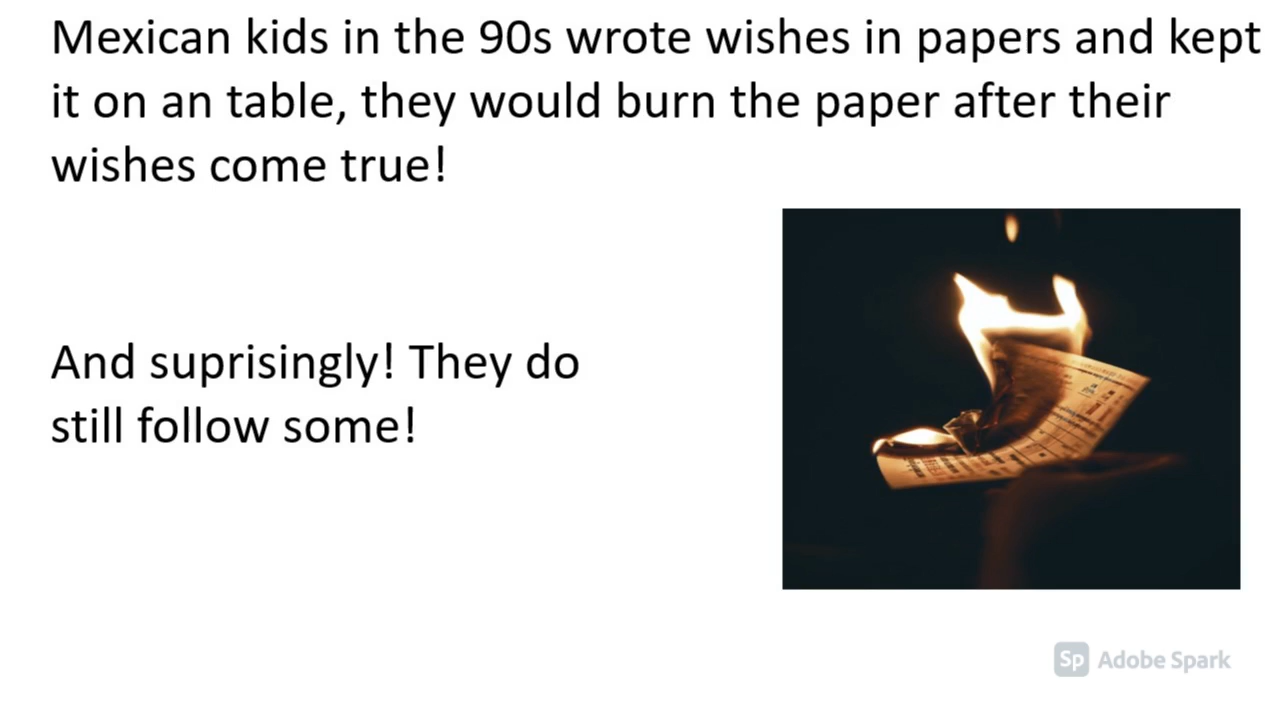 Mexican kids in the 90s wrote wishes in papers and kept
it on an table, they would burn the paper after their
wishes come true!
And suprisingly! They do
still follow some!
Sp Adobe Spark